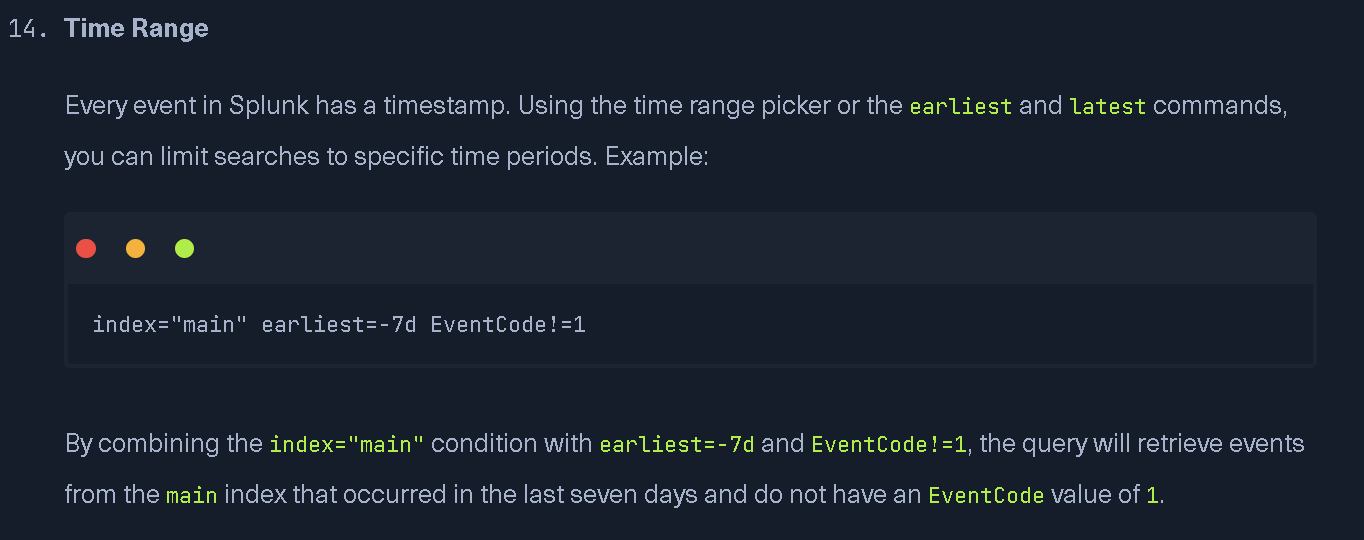 14. Time Range
Every event in Splunk has a timestamp. Using the time range picker or the earliest and latest commands,
you can limit searches to specific time periods. Example:
index="main" earliest=-7d EventCode!=1
By combining the index="main" condition with earliest=-7d and EventCode!=1, the query will retrieve events
from the main index that occurred in the last seven days and do not have an EventCode value of 1.